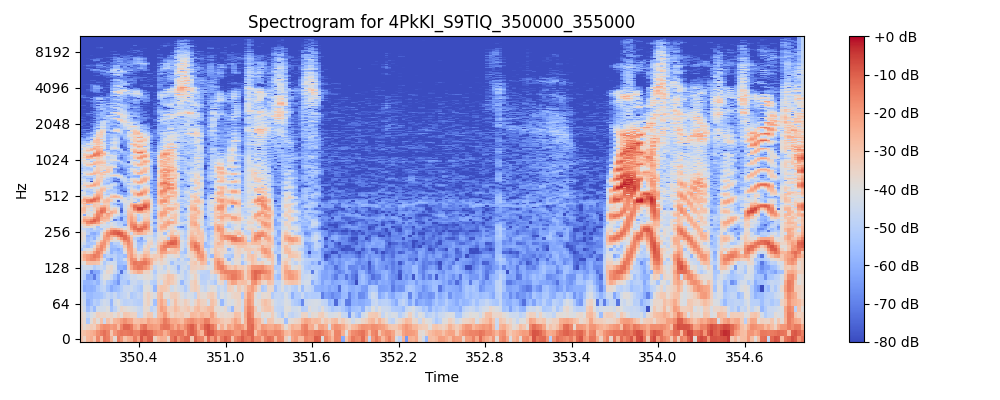 Spectrogram for 4PkKI_S9TIQ_350000_355000
Hz
8192
4096
2048
1024
512
256
128
64
0
350.4 351.0 351.6 352.2 352.8 353.4 354.0 354.6
Time
+0 dB
-10 dB
-20 dB
-30 dB
-40 dB
-50 dB
-60 dB
-70 dB
-80 dB